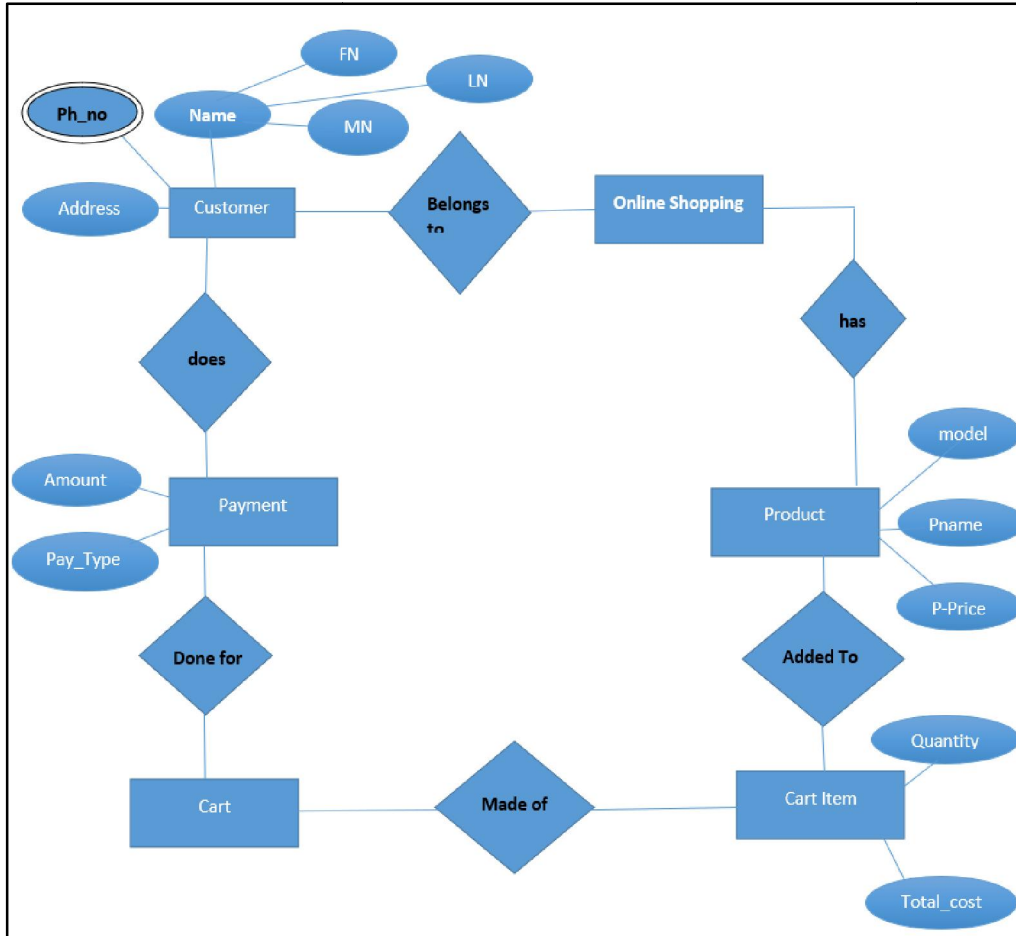 FN
LN
Ph_no
Name
MN
Address
Customer
Belongs
to
Online Shopping
has
does
model
Amount
Payment
Product
Pname
Pay_Type
P-Price
Done for
Added To
Quantity
Cart
Made of
Cart Item
Total_cost